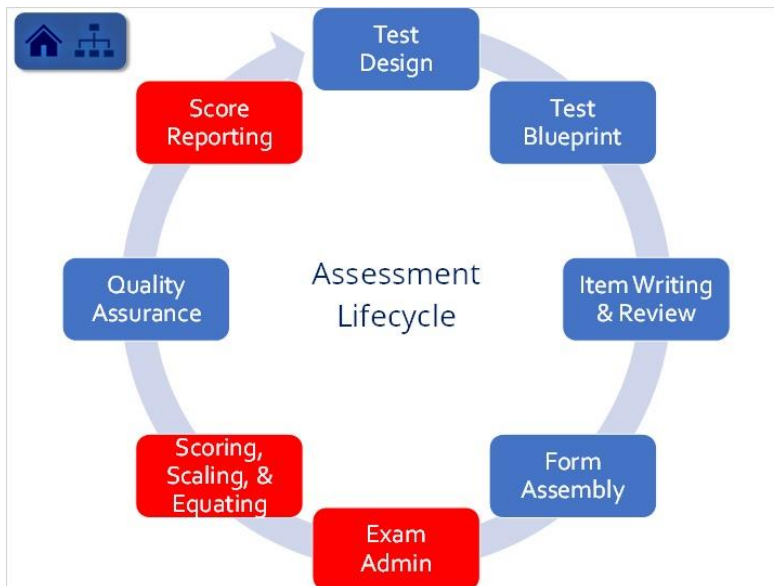 Test
Design
Test
Blueprint
Item Writing
& Review
Form
Assembly
Exam
Admin
Scoring,
Scaling, &
Equating
Quality
Assurance
Score
Reporting
Assessment
Lifecycle